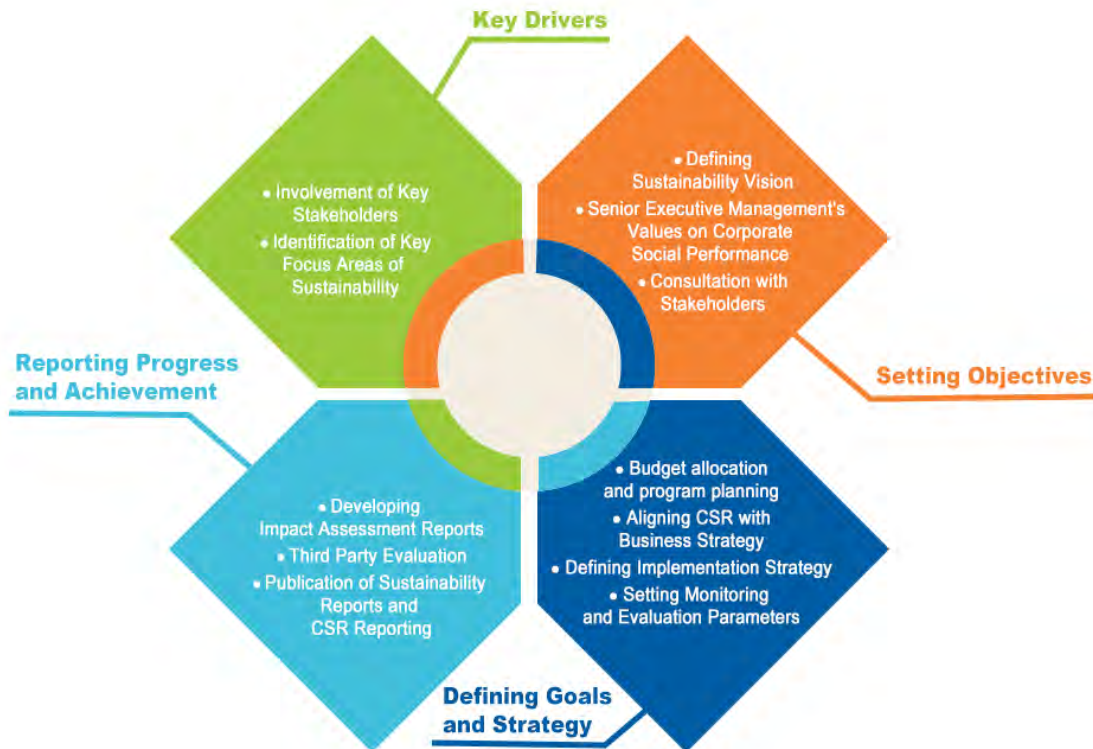 Key Drivers
• Involvement of Key
Stakeholders
• Identification of Key
Focus Areas of
Sustainability
• Defining
Sustainability Vision
• Senior Executive Management's
Values on Corporate
Social Performance
• Consultation with
Stakeholders
Setting Objectives
Reporting Progress
and Achievement
• Developing
Impact Assessment Reports
• Third Party Evaluation
• Publication of Sustainability
Reports and
CSR Reporting
• Budget allocation
and program planning
• Aligning CSR with
Business Strategy
• Defining Implementation Strategy
• Setting Monitoring
and Evaluation Parameters
Defining Goals
and Strategy